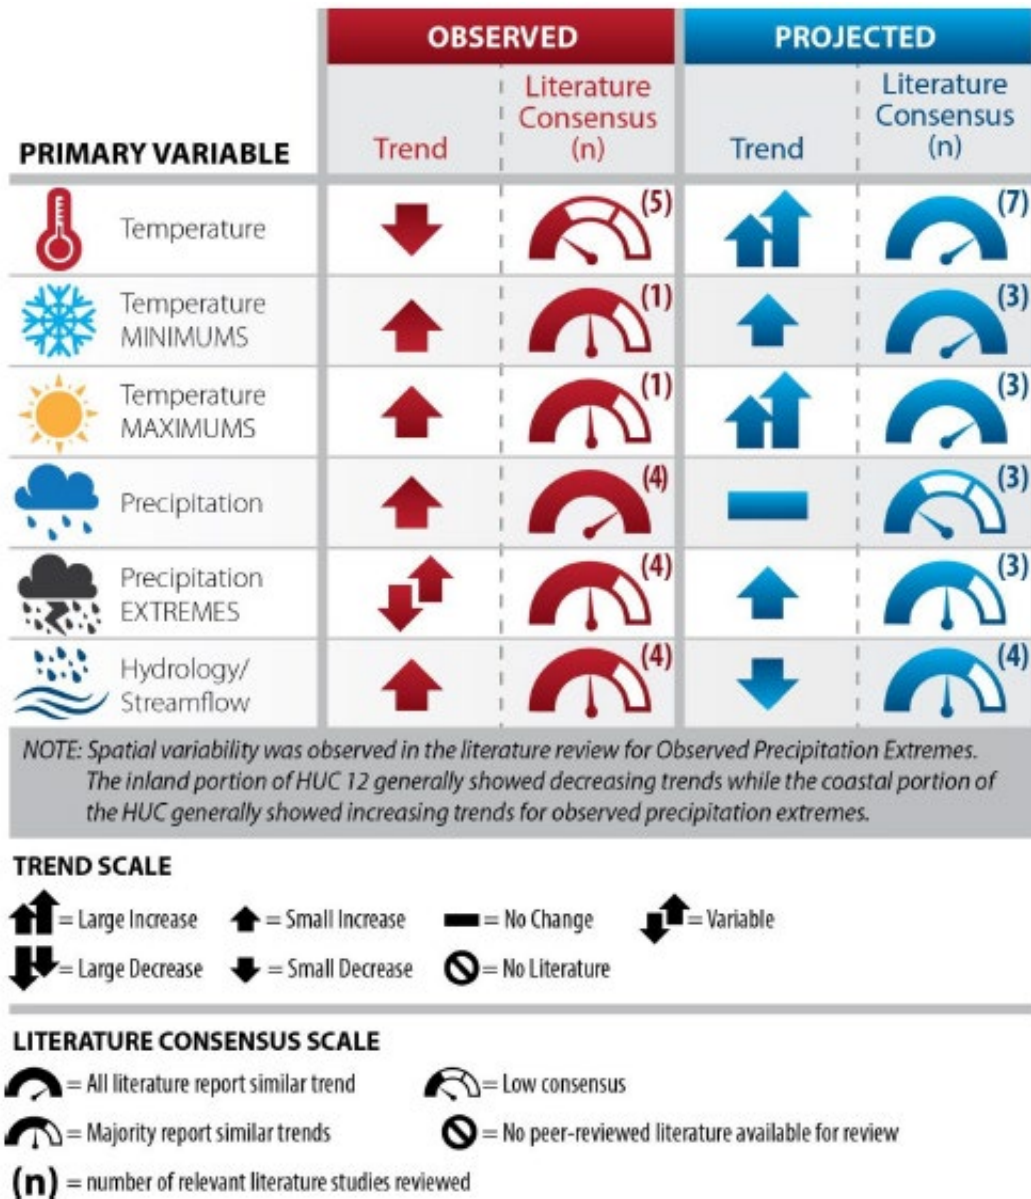 OBSERVED PROJECTED
PRIMARY VARIABLE Trend Literature Consensus (n) Trend Literature Consensus (n)
Temperature (5) (7)
Temperature MINIMUMS (1) (3)
Temperature MAXIMUMS (1) (3)
Precipitation (4) (3)
Precipitation EXTREMES (4) (3)
Hydrology/ Streamflow (4) (4)
NOTE: Spatial variability was observed in the literature review for Observed Precipitation Extremes.
The inland portion of HUC 12 generally showed decreasing trends while the coastal portion of
the HUC generally showed increasing trends for observed precipitation extremes.
TREND SCALE
= Large Increase = Small Increase = No Change = Variable
= Large Decrease = Small Decrease = No Literature
LITERATURE CONSENSUS SCALE
= All literature report similar trend = Low consensus
= Majority report similar trends = No peer-reviewed literature available for review
(n) = number of relevant literature studies reviewed